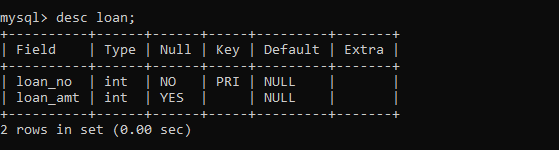 mysql> desc loan;
+----------+------+------+-----+---------+-------+
| Field    | Type | Null | Key | Default | Extra |
+----------+------+------+-----+---------+-------+
| loan_no  | int  | NO   | PRI | NULL    |       |
| loan_amt | int  | YES  |     | NULL    |       |
+----------+------+------+-----+---------+-------+
2 rows in set (0.00 sec)